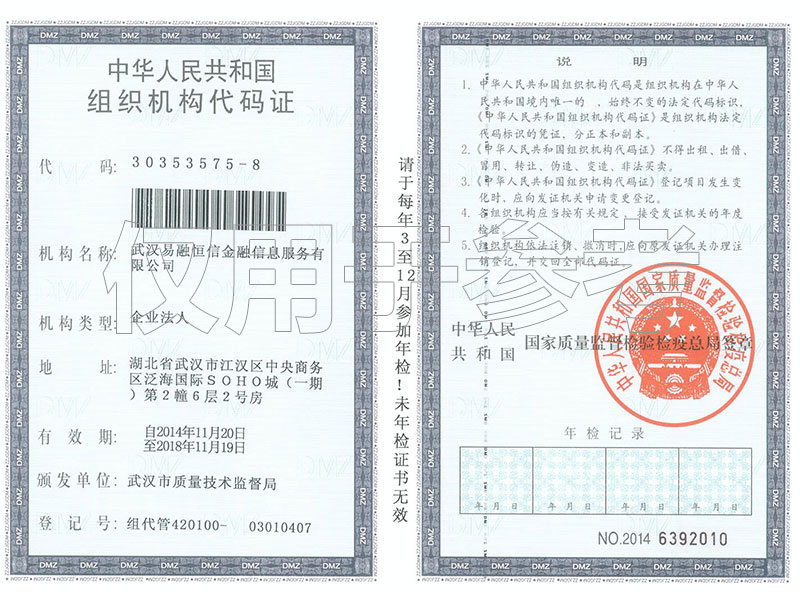 中华人民共和国
组织机构代码证
代 码: 30353575-8
机构名称: 武汉易融恒信金融信息服务有
限公司
机构类型: 企业法人
地 址: 湖北省武汉市江汉区中央商务
区泛海国际SOHO城（一期
）第2幢6层2号房
有 效 期: 自2014年11月20日
至2018年11月19日
颁发单位: 武汉市质量技术监督局
登 记 号: 组代管420100- 03010407
请于每年3至12月参加年检！未年检证书无效
说 明
1. 中华人民共和国组织机构代码是组织机构在中华人
民共和国境内唯一的 、始终不变的法定代码标识，
《中华人民共和国组织机构代码证》是组织机构法定
代码标识的凭证，分正本和副本。
2. 《中华人民共和国组织机构代码证》不得出租、出借、
冒用、转让、伪造、变造、非法买卖。
3. 《中华人民共和国组织机构代码证》登记项目发生变
化时、应向发证机关申请变更登记。
4. 各组织机构应当按有关规定，接受发证机关的年度
检验。
5. 组织机构依法注销、撤消时，应向原发证机关办理注
销登记，并交回全部代码证。
中华人民
共和国 国家质量监督检验检疫总局签章
中华人民共和国国家质量监督检验检疫总局
年检记录
年 月 日 年 月 日 年 月 日 年 月 日
NO.2014 6392010
仅用于参考